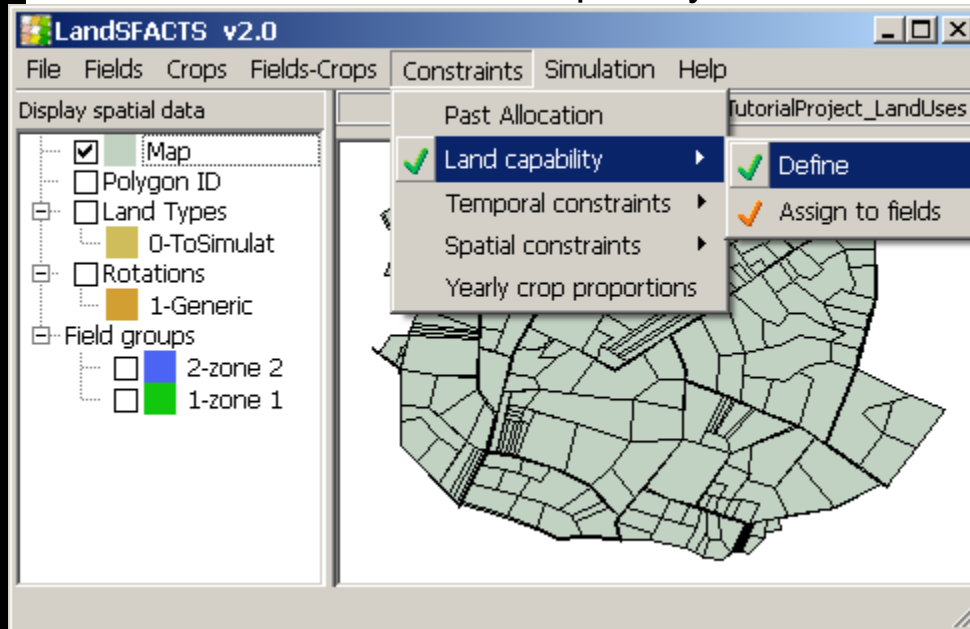 LandSFACTS v2.0
File Fields Crops Fields-Crops Constraints Simulation Help
Display spatial data
TutorialProject_LandUses
Map
Polygon ID
Land Types
0-ToSimulat
Rotations
1-Generic
Field groups
2-zone 2
1-zone 1
Past Allocation
Land capability
Temporal constraints
Spatial constraints
Yearly crop proportions
Define
Assign to fields